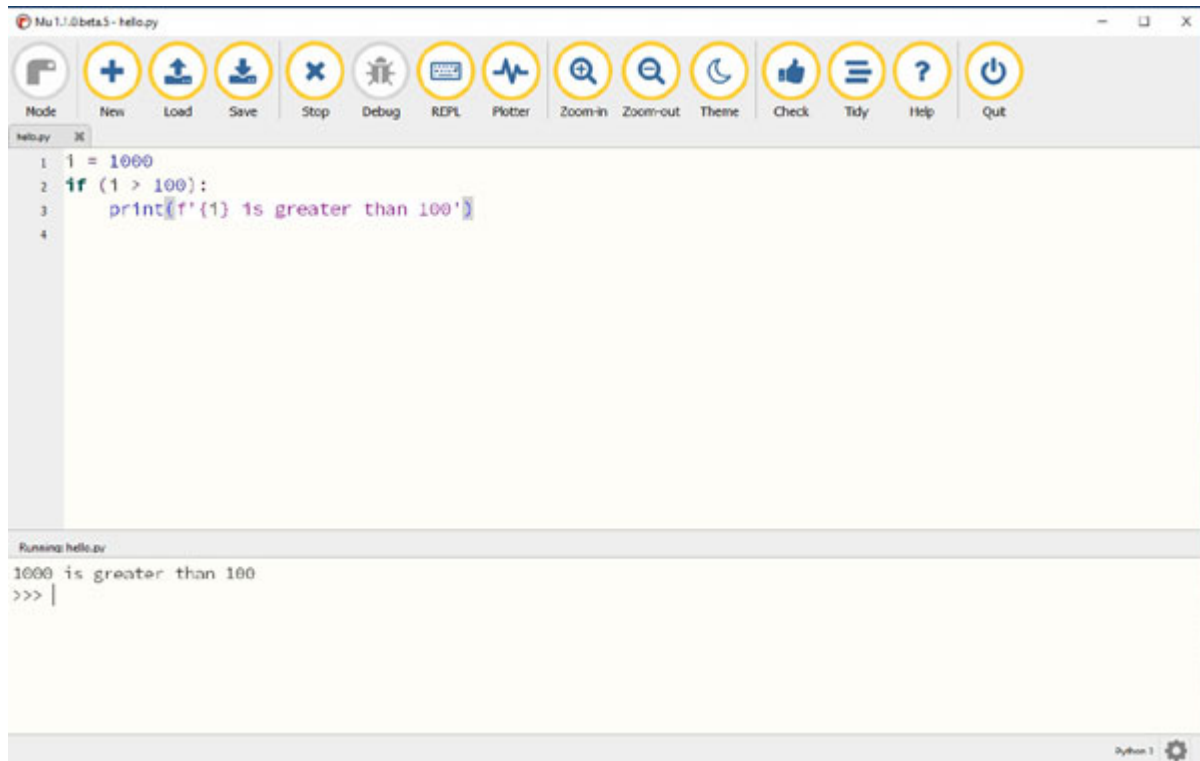 Mu 1.1.0.beta.5 - hello.py
Mode New Load Save Stop Debug REPL Plotter Zoom-in Zoom-out Theme Check Tidy Help Quit
hello.py
1 i = 1000
2 if (i > 100):
3 print(f'{i} is greater than 100')
4
Running: hello.py
1000 is greater than 100
>>>
Python 3